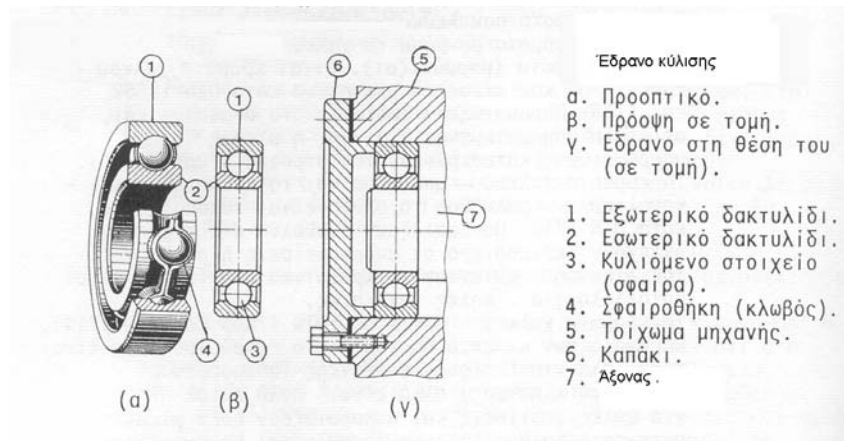 Έδρανο κύλισης
α. Προοπτικό.
β. Πρόοψη σε τομή.
γ. Εδρανο στη θέση του
(σε τομή).
1. Εξωτερικό δακτυλίδι.
2. Εσωτερικό δακτυλίδι.
3. Κυλιόμενο στοιχείο
(σφαίρα).
4. Σφαιροθήκη (κλωβός).
5. Τοίχωμα μηχανής.
6. Καπάκι.
7. Άξονας.
1
1
6
5
2
7
4
3
(α)
(β)
(γ)